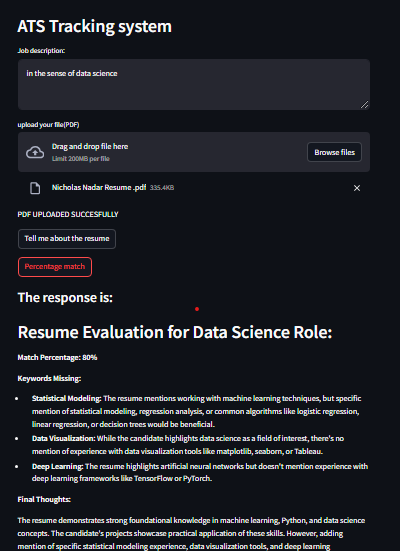 ATS Tracking system
Job description:
in the sense of data science
upload your file(PDF)
Drag and drop file here
Limit 200MB per file
Browse files
Nicholas Nadar Resume .pdf 335.4KB
PDF UPLOADED SUCCESFULLY
Tell me about the resume
Percentage match
The response is:
Resume Evaluation for Data Science Role:
Match Percentage: 80%
Keywords Missing:
• Statistical Modeling: The resume mentions working with machine learning techniques, but specific
mention of statistical modeling, regression analysis, or common algorithms like logistic regression,
linear regression, or decision trees would be beneficial.
• Data Visualization: While the candidate highlights data science as a field of interest, there's no
mention of experience with data visualization tools like matplotlib, seaborn, or Tableau.
• Deep Learning: The resume highlights artificial neural networks but doesn't mention experience with
deep learning frameworks like TensorFlow or PyTorch.
Final Thoughts:
The resume demonstrates strong foundational knowledge in machine learning, Python, and data science
concepts. The candidate's projects showcase practical application of these skills. However, adding
mention of specific statistical modeling experience, data visualization tools, and deep learning